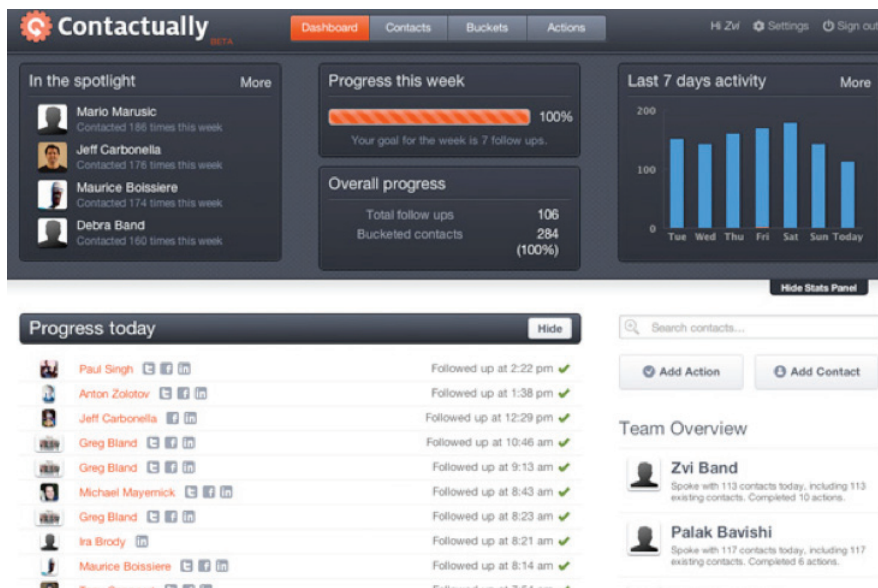 Contactually
BETA
Dashboard
Contacts
Buckets
Actions
Hi Zvi
Settings
Sign out
In the spotlight
More
Mario Marusic
Contacted 186 times this week
Jeff Carbonella
Contacted 176 times this week
Maurice Boissiere
Contacted 174 times this week
Debra Band
Contacted 160 times this week
Progress this week
100%
Your goal for the week is 7 follow ups.
Overall progress
Total follow ups 106
Bucketed contacts 284
(100%)
Last 7 days activity
More
200
100
0
Tue Wed Thu Fri Sat Sun Today
Hide Stats Panel
Progress today
Hide
Paul Singh Followed up at 2:22 pm
Anton Zolotov Followed up at 1:38 pm
Jeff Carbonella Followed up at 12:29 pm
Greg Bland Followed up at 10:46 am
Greg Bland Followed up at 9:13 am
Michael Mayernick Followed up at 8:43 am
Greg Bland Followed up at 8:23 am
Ira Brody Followed up at 8:21 am
Maurice Boissiere Followed up at 8:14 am
Search contacts...
Add Action
Add Contact
Team Overview
Zvi Band
Spoke with 113 contacts today, including 113
existing contacts. Completed 10 actions.
Palak Bavishi
Spoke with 117 contacts today, including 117
existing contacts. Completed 6 actions.